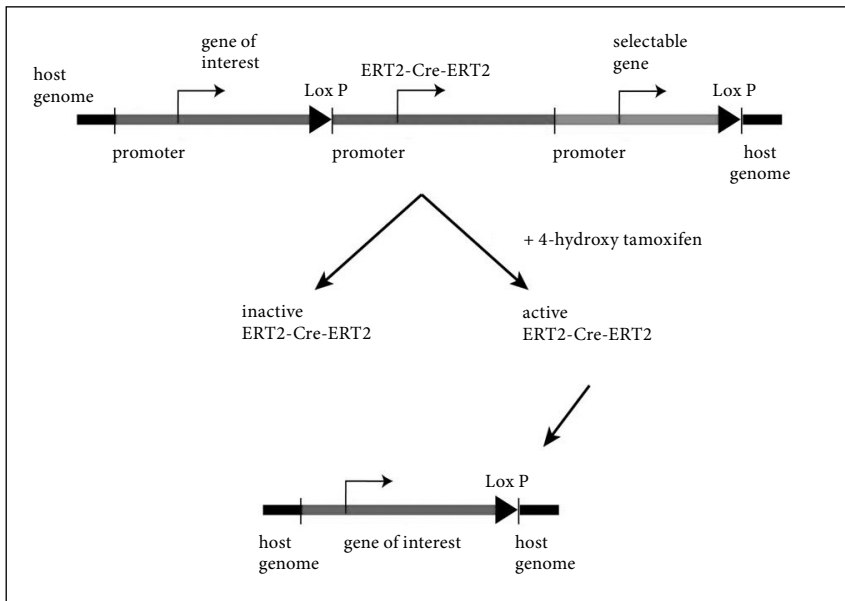 gene of
interest
ERT2-Cre-ERT2
selectable
gene
host
genome
Lox P
Lox P
promoter
promoter
promoter
host
genome
+ 4-hydroxy tamoxifen
inactive
ERT2-Cre-ERT2
active
ERT2-Cre-ERT2
Lox P
host
genome
gene of interest
host
genome